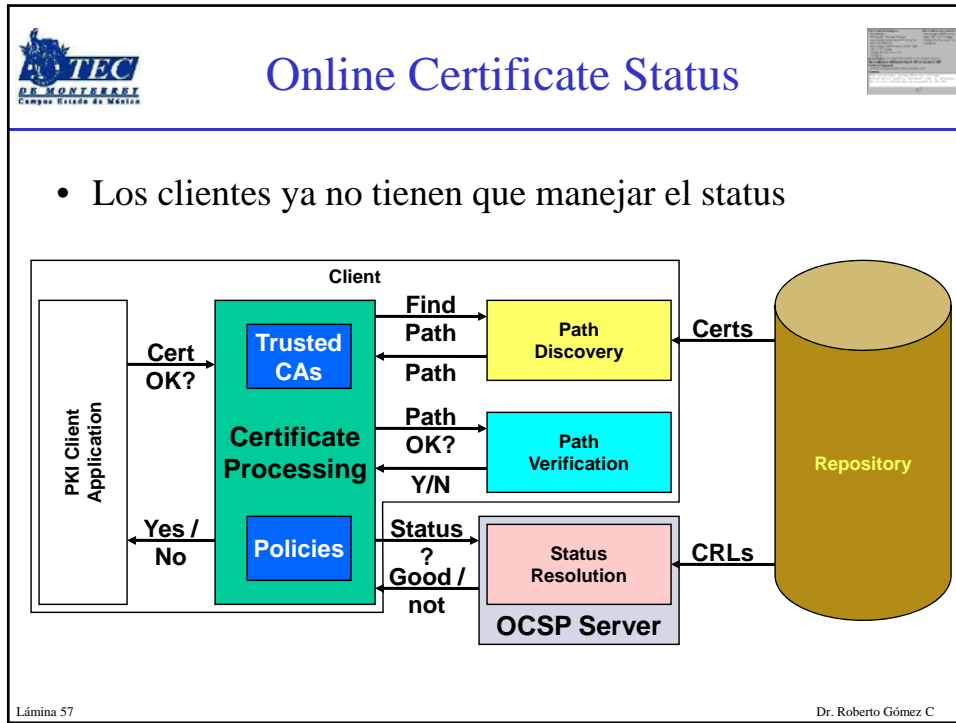 TEC
DE MONTERREY
Campus Estado de México
Online Certificate Status
• Los clientes ya no tienen que manejar el status
Client
PKI Client
Application
Cert
OK?
Yes /
No
Trusted
CAs
Certificate
Processing
Policies
Find
Path
Path
Path
OK?
Y/N
Status
?
Good /
not
Path
Discovery
Path
Verification
Status
Resolution
OCSP Server
Certs
CRLs
Repository
Lámina 57
Dr. Roberto Gómez C